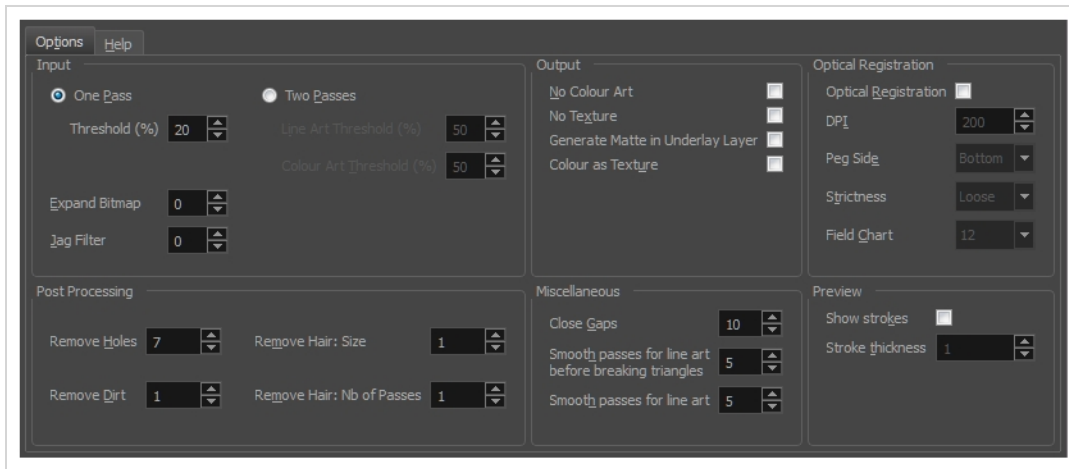 Options Help
Input
One Pass Two Passes
Threshold (%) 20 Line Art Threshold (%) 50
Colour Art Threshold (%) 50
Expand Bitmap 0
Jag Filter 0
Output
No Colour Art
No Texture
Generate Matte in Underlay Layer
Colour as Texture
Optical Registration
Optical Registration
DPI 200
Peg Side Bottom
Strictness Loose
Field Chart 12
Post Processing
Remove Holes 7 Remove Hair: Size 1
Remove Dirt 1 Remove Hair: Nb of Passes 1
Miscellaneous
Close Gaps 10
Smooth passes for line art
before breaking triangles 5
Smooth passes for line art 5
Preview
Show strokes
Stroke thickness 1